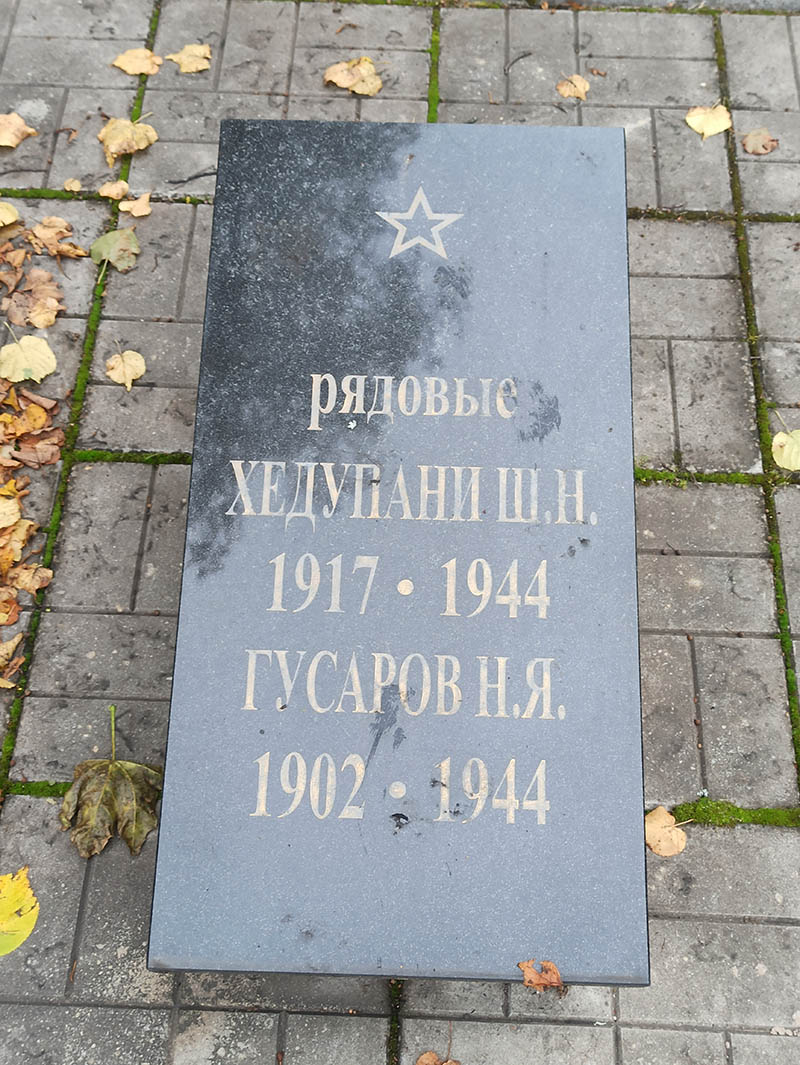 рядовые
ХЕДУПАНИ Ш.Н.
1917 • 1944
ГУСАРОВ Н.Я.
1902 • 1944